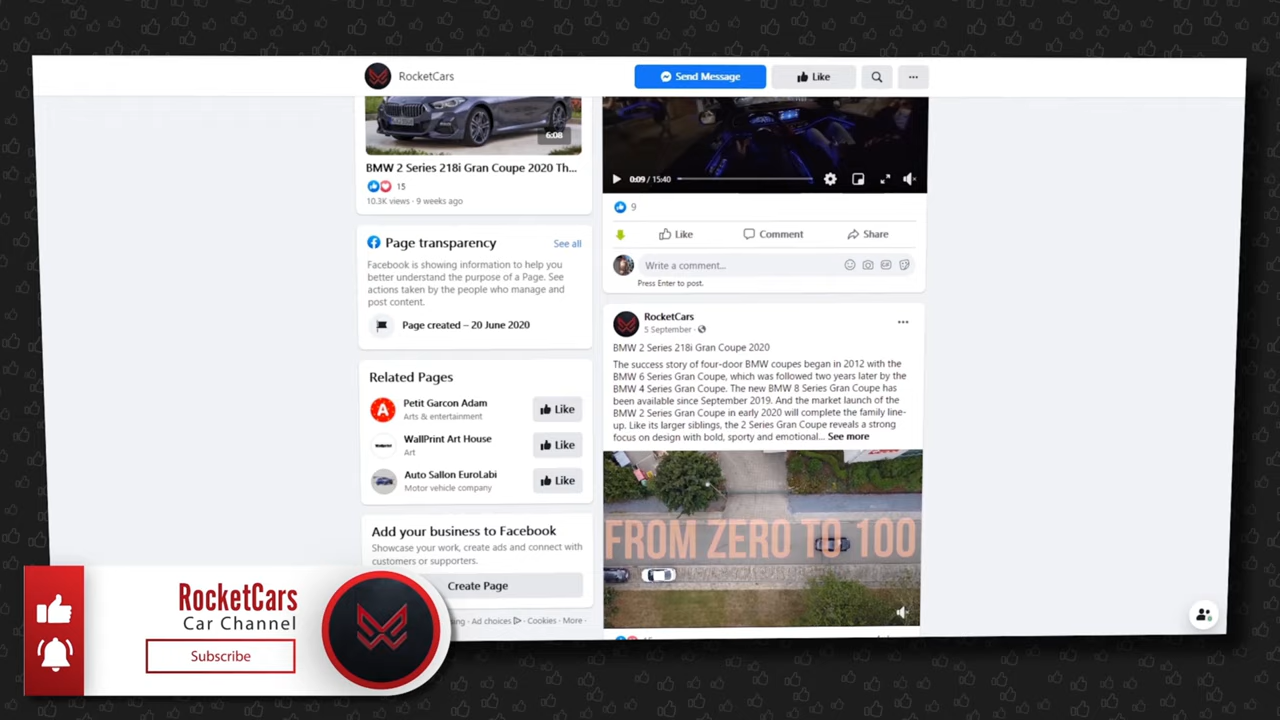 RocketCars
Send Message
Like
6:08
BMW 2 Series 218i Gran Coupe 2020 Th...
15
10.3K views · 9 weeks ago
Page transparency
See all
Facebook is showing information to help you
better understand the purpose of a Page. See
actions taken by the people who manage and
post content.
Page created – 20 June 2020
Related Pages
Petit Garcon Adam
Arts & entertainment
Like
WallPrint Art House
Art
Like
Auto Sallon EuroLabi
Motor vehicle company
Like
Add your business to Facebook
Showcase your work, create ads and connect with
customers or supporters.
Create Page
Ad choices · Cookies · More ·
0:09 / 15:40
9
Like
Comment
Share
Write a comment...
Press Enter to post.
RocketCars
5 September ·
BMW 2 Series 218i Gran Coupe 2020
The success story of four-door BMW coupes began in 2012 with the
BMW 6 Series Gran Coupe, which was followed two years later by the
BMW 4 Series Gran Coupe. The new BMW 8 Series Gran Coupe has
been available since September 2019. And the market launch of the
BMW 2 Series Gran Coupe in early 2020 will complete the family line-
up. Like its larger siblings, the 2 Series Gran Coupe reveals a strong
focus on design with bold, sporty and emotional... See more
FROM ZERO TO 100
RocketCars
Car Channel
Subscribe